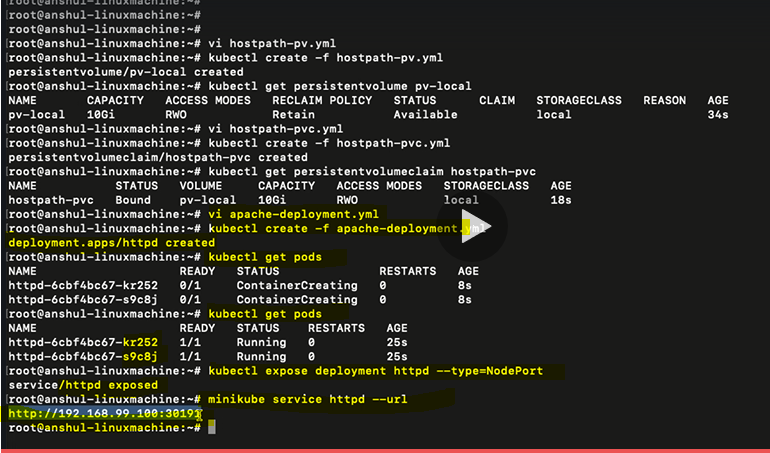 root@anshul-linuxmachine:~#
root@anshul-linuxmachine:~#
root@anshul-linuxmachine:~#
root@anshul-linuxmachine:~# vi hostpath-pv.yml
root@anshul-linuxmachine:~# kubectl create -f hostpath-pv.yml
persistentvolume/pv-local created
root@anshul-linuxmachine:~# kubectl get persistentvolume pv-local
NAME CAPACITY ACCESS MODES RECLAIM POLICY STATUS CLAIM STORAGECLASS REASON AGE
pv-local 10Gi RWO Retain Available local 34s
root@anshul-linuxmachine:~# vi hostpath-pvc.yml
root@anshul-linuxmachine:~# kubectl create -f hostpath-pvc.yml
persistentvolumeclaim/hostpath-pvc created
root@anshul-linuxmachine:~# kubectl get persistentvolumeclaim hostpath-pvc
NAME STATUS VOLUME CAPACITY ACCESS MODES STORAGECLASS AGE
hostpath-pvc Bound pv-local 10Gi RWO local 18s
root@anshul-linuxmachine:~# vi apache-deployment.yml
root@anshul-linuxmachine:~# kubectl create -f apache-deployment.yml
deployment.apps/httpd created
root@anshul-linuxmachine:~# kubectl get pods
NAME READY STATUS RESTARTS AGE
httpd-6cbf4bc67-kr252 0/1 ContainerCreating 0 8s
httpd-6cbf4bc67-s9c8j 0/1 ContainerCreating 0 8s
root@anshul-linuxmachine:~# kubectl get pods
NAME READY STATUS RESTARTS AGE
httpd-6cbf4bc67-kr252 1/1 Running 0 25s
httpd-6cbf4bc67-s9c8j 1/1 Running 0 25s
root@anshul-linuxmachine:~# kubectl expose deployment httpd --type=NodePort
service/httpd exposed
root@anshul-linuxmachine:~# minikube service httpd --url
http://192.168.99.100:30191
root@anshul-linuxmachine:~#